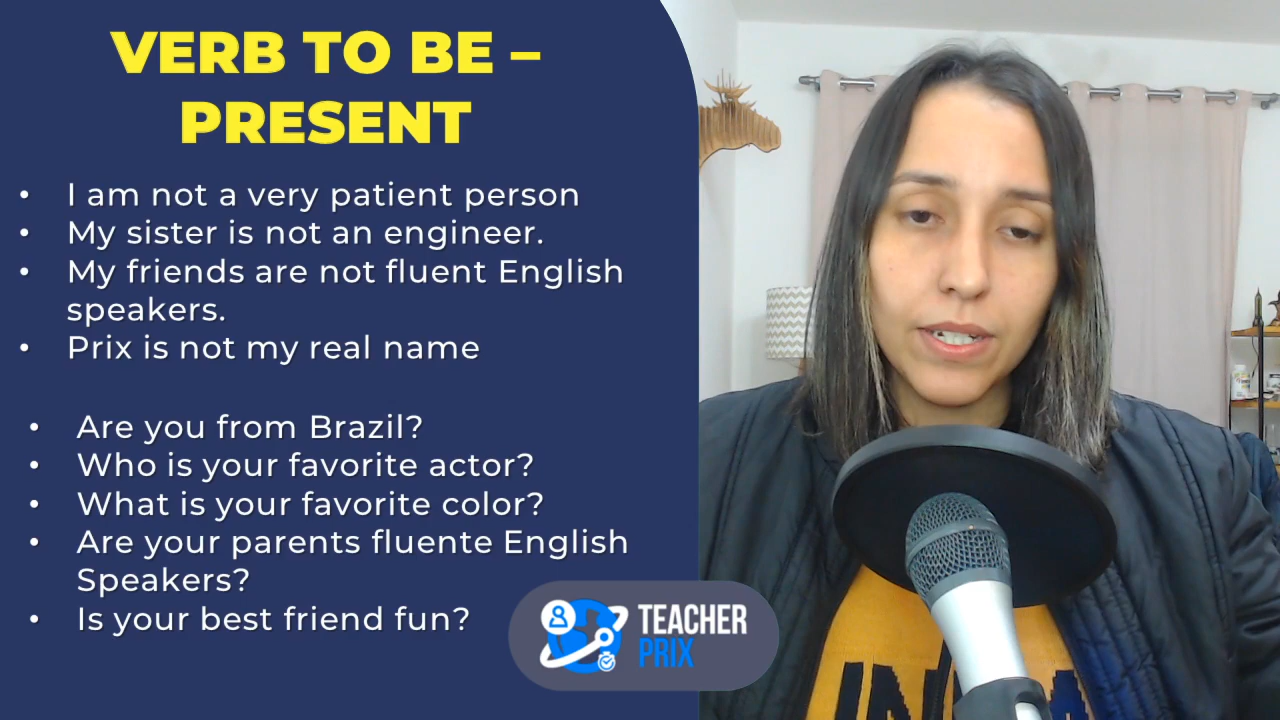 VERB TO BE –
PRESENT
• I am not a very patient person
• My sister is not an engineer.
• My friends are not fluent English
speakers.
• Prix is not my real name
• Are you from Brazil?
• Who is your favorite actor?
• What is your favorite color?
• Are your parents fluente English
Speakers?
• Is your best friend fun?
TEACHER
PRIX